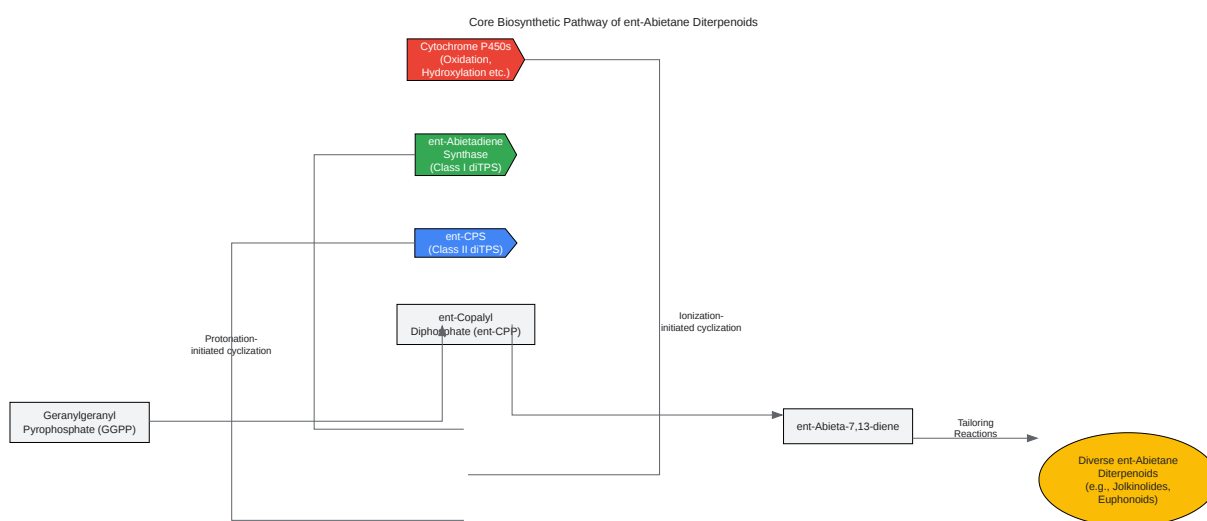 Core Biosynthetic Pathway of ent-Abietane Diterpenoids
Cytochrome P450s
(Oxidation,
Hydroxylation etc.)
ent-Abietadiene
Synthase
(Class I diTPS)
ent-CPS
(Class II diTPS)
ent-Copalyl
Diphosphate (ent-CPP)
Ionization-
initiated cyclization
Protonation-
initiated cyclization
Geranylgeranyl
Pyrophosphate (GGPP)
ent-Abieta-7,13-diene
Tailoring
Reactions
Diverse ent-Abietane
Diterpenoids
(e.g., Jolkinolides,
Euphonoids)